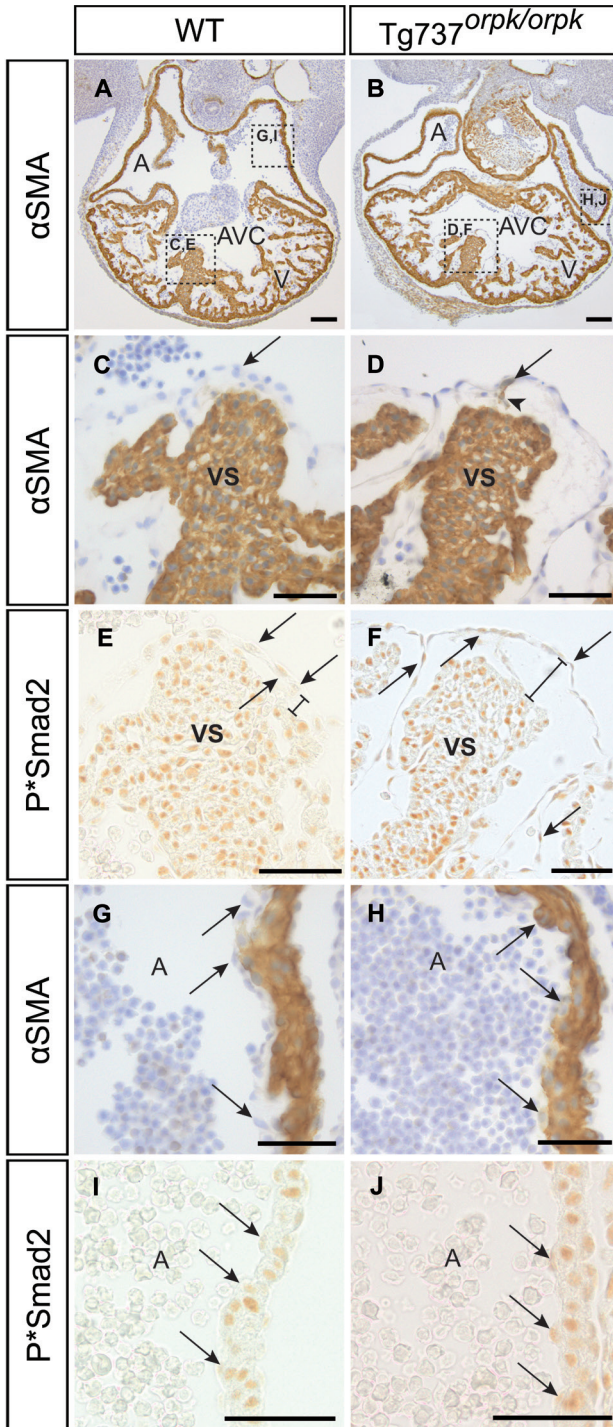 WT
Tg737orpk/orpk
αSMA
A
A
G,I
C,E
AVC
V
B
A
H,J
D,F
AVC
V
αSMA
C
VS
D
VS
P*Smad2
E
VS
F
VS
αSMA
G
A
H
A
P*Smad2
I
A
J
A